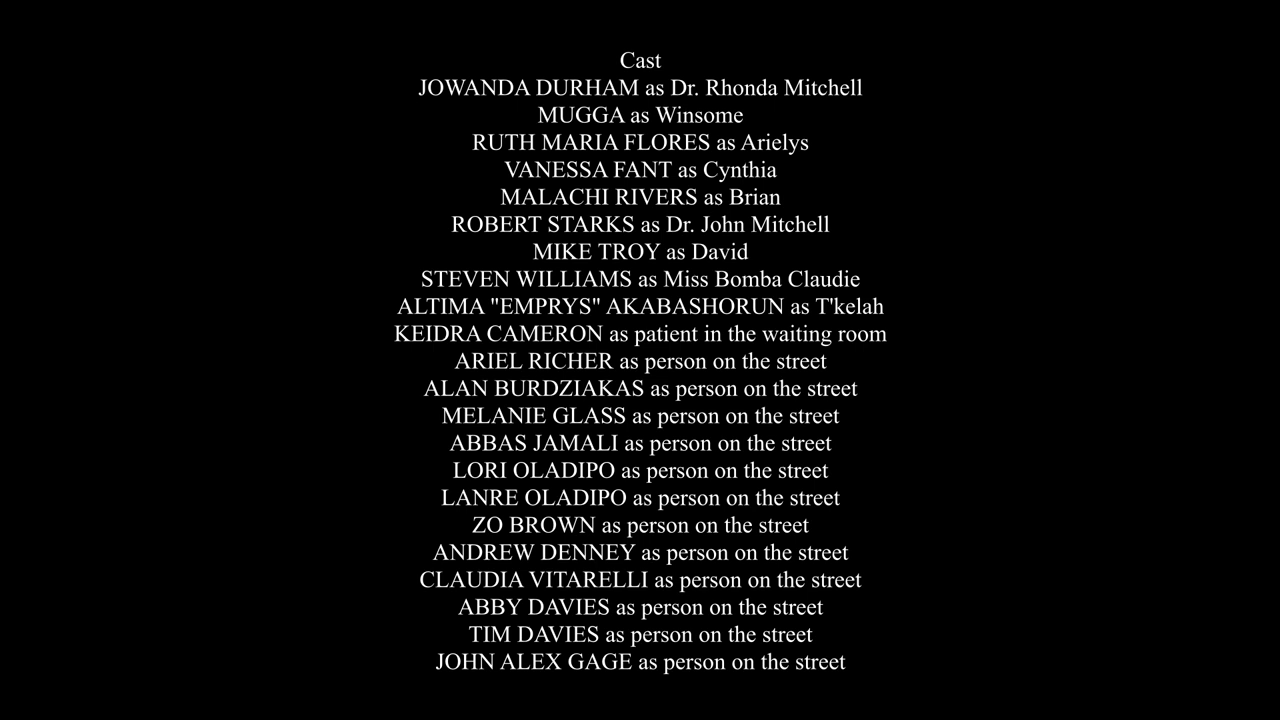 Cast
JOWANDA DURHAM as Dr. Rhonda Mitchell
MUGGA as Winsome
RUTH MARIA FLORES as Arielys
VANESSA FANT as Cynthia
MALACHI RIVERS as Brian
ROBERT STARKS as Dr. John Mitchell
MIKE TROY as David
STEVEN WILLIAMS as Miss Bomba Claudie
ALTIMA "EMPRYS" AKABASHORUN as T'kelah
KEIDRA CAMERON as patient in the waiting room
ARIEL RICHER as person on the street
ALAN BURDZIAKAS as person on the street
MELANIE GLASS as person on the street
ABBAS JAMALI as person on the street
LORI OLADIPO as person on the street
LANRE OLADIPO as person on the street
ZO BROWN as person on the street
ANDREW DENNEY as person on the street
CLAUDIA VITARELLI as person on the street
ABBY DAVIES as person on the street
TIM DAVIES as person on the street
JOHN ALEX GAGE as person on the street